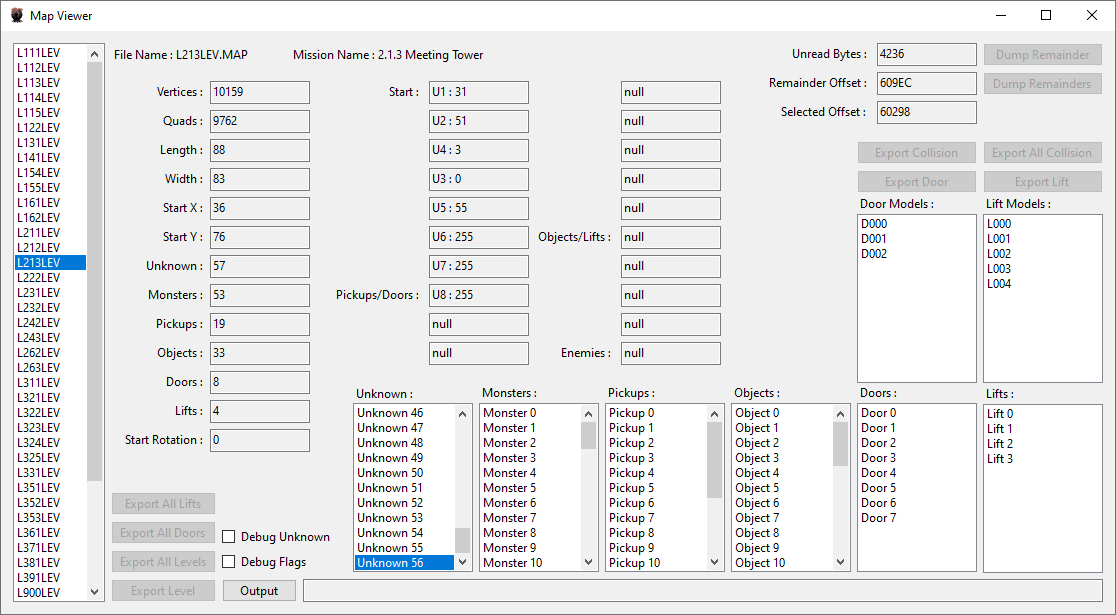 Map Viewer
L111LEV
L112LEV
L113LEV
L114LEV
L115LEV
L122LEV
L131LEV
L141LEV
L154LEV
L155LEV
L161LEV
L162LEV
L211LEV
L212LEV
L213LEV
L222LEV
L231LEV
L232LEV
L242LEV
L243LEV
L262LEV
L263LEV
L311LEV
L321LEV
L322LEV
L323LEV
L324LEV
L325LEV
L331LEV
L351LEV
L352LEV
L353LEV
L361LEV
L371LEV
L381LEV
L391LEV
L900LEV
File Name : L213LEV.MAP Mission Name : 2.1.3 Meeting Tower
Vertices : 10159
Quads : 9762
Length : 88
Width : 83
Start X : 36
Start Y : 76
Unknown : 57
Monsters : 53
Pickups : 19
Objects : 33
Doors : 8
Lifts : 4
Start Rotation : 0
Start : U1 : 31
U2 : 51
U4 : 3
U3 : 0
U5 : 55
U6 : 255
U7 : 255
Pickups/Doors : U8 : 255
null
null
null
null
null
null
null
Objects/Lifts : null
null
null
null
Enemies : null
Unread Bytes : 4236 Dump Remainder
Remainder Offset : 609EC Dump Remainders
Selected Offset : 60298
Export Collision Export All Collision
Export Door Export Lift
Door Models :
D000
D001
D002
Lift Models :
L000
L001
L002
L003
L004
Unknown :
Unknown 46
Unknown 47
Unknown 48
Unknown 49
Unknown 50
Unknown 51
Unknown 52
Unknown 53
Unknown 54
Unknown 55
Unknown 56
Monsters :
Monster 0
Monster 1
Monster 2
Monster 3
Monster 4
Monster 5
Monster 6
Monster 7
Monster 8
Monster 9
Monster 10
Pickups :
Pickup 0
Pickup 1
Pickup 2
Pickup 3
Pickup 4
Pickup 5
Pickup 6
Pickup 7
Pickup 8
Pickup 9
Pickup 10
Objects :
Object 0
Object 1
Object 2
Object 3
Object 4
Object 5
Object 6
Object 7
Object 8
Object 9
Object 10
Doors :
Door 0
Door 1
Door 2
Door 3
Door 4
Door 5
Door 6
Door 7
Lifts :
Lift 0
Lift 1
Lift 2
Lift 3
Export All Lifts
Export All Doors Debug Unknown
Export All Levels Debug Flags
Export Level Output